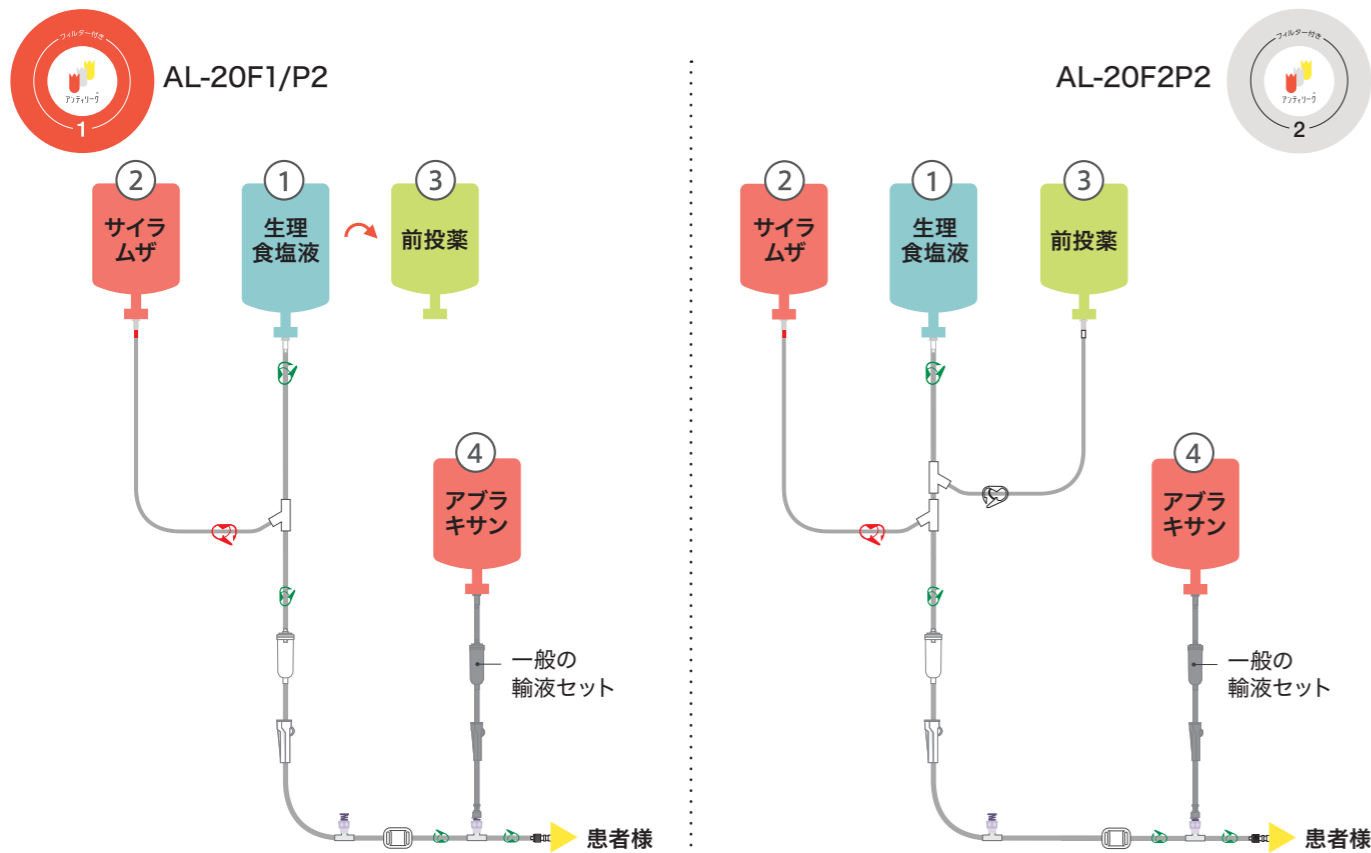 フィルター付き
アンティリーグ
1
AL-20F1/P2
②
サイラ
ムザ
①
生理
食塩液
③
前投薬
④
アブラ
キサン
一般の
輸液セット
患者様
AL-20F2P2
フィルター付き
アンティリーグ
2
②
サイラ
ムザ
①
生理
食塩液
③
前投薬
④
アブラ
キサン
一般の
輸液セット
患者様